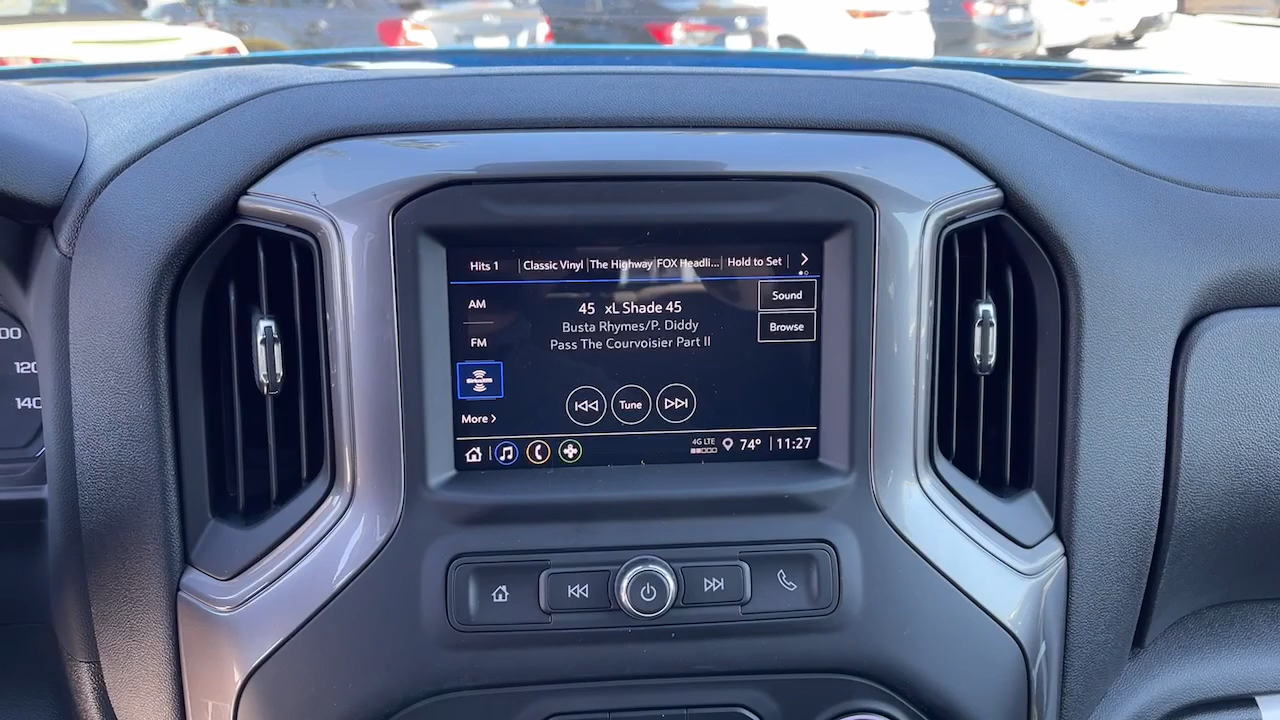 Hits 1 Classic Vinyl The Highway FOX Headli... Hold to Set
AM
FM
SiriusXM
More
45 xL Shade 45
Busta Rhymes/P. Diddy
Pass The Courvoisier Part II
Sound
Browse
Tune
4G LTE
74° 11:27
120
140